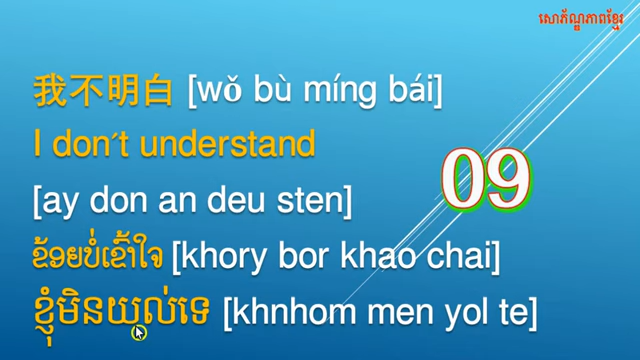 សោភ័ណ្ឌភាពខ្មែរ
我不明白 [wǒ bù míng bái]
I don´t understand
[ay don an deu sten]
09
ຂ້ອຍບໍ່ເຂົ້າໃຈ [khory bor khao chai]
ខ្ញុំមិនយល់ទេ [khnhom men yol te]